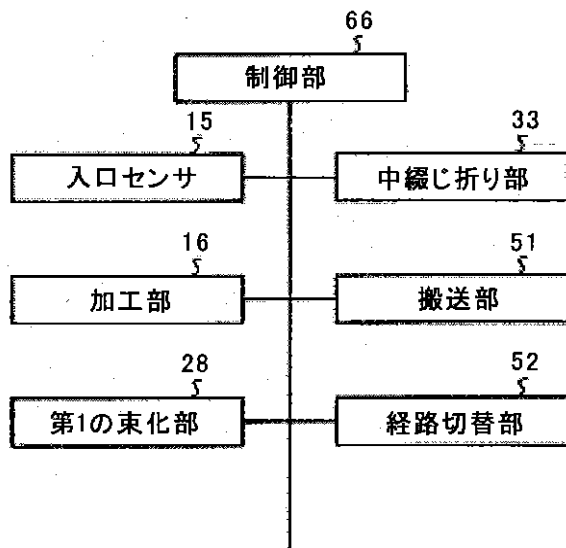 66
制御部
15
入口センサ
33
中綴じ折り部
16
加工部
51
搬送部
28
第1の束化部
52
経路切替部